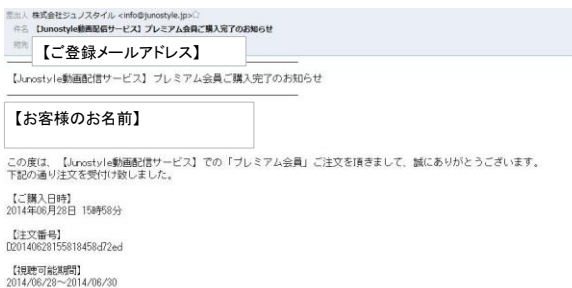 差出人 株式会社ジュノスタイル <info@junostyle.jp>☆
件名 【Junostyle動画配信サービス】プレミアム会員ご購入完了のお知らせ
宛先
【ご登録メールアドレス】
【Junostyle動画配信サービス】プレミアム会員ご購入完了のお知らせ
【お客様のお名前】
この度は、【Junostyle動画配信サービス】での「プレミアム会員」ご注文を頂きまして、誠にありがとうございます。
下記の通り注文を受付け致しました。
【ご購入日時】
2014年06月28日 15時58分
【注文番号】
D20140628155818458d72ed
【視聴可能期間】
2014/06/28～2014/06/30